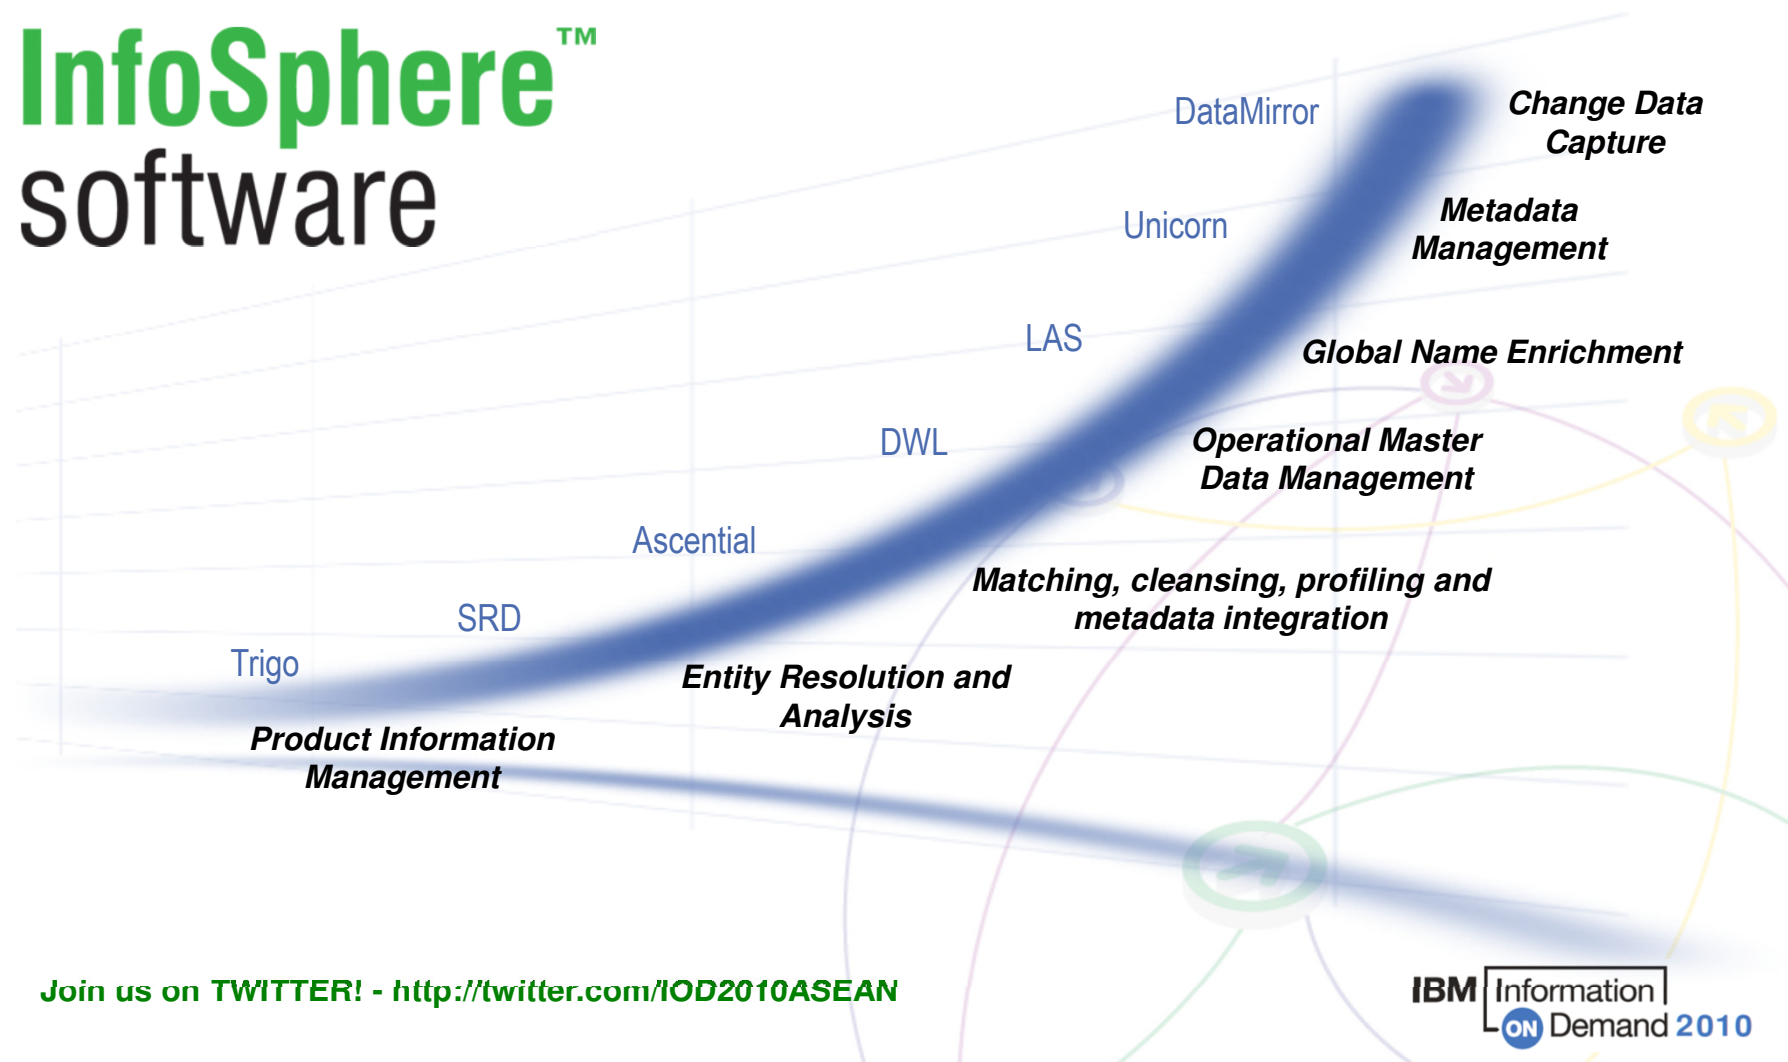 InfoSphere™
software
DataMirror
Change Data
Capture
Unicorn
Metadata
Management
LAS
Global Name Enrichment
DWL
Operational Master
Data Management
Ascential
Matching, cleansing, profiling and
metadata integration
SRD
Entity Resolution and
Analysis
Trigo
Product Information
Management
Join us on TWITTER! - http://twitter.com/IOD2010ASEAN
IBM Information
ON Demand 2010